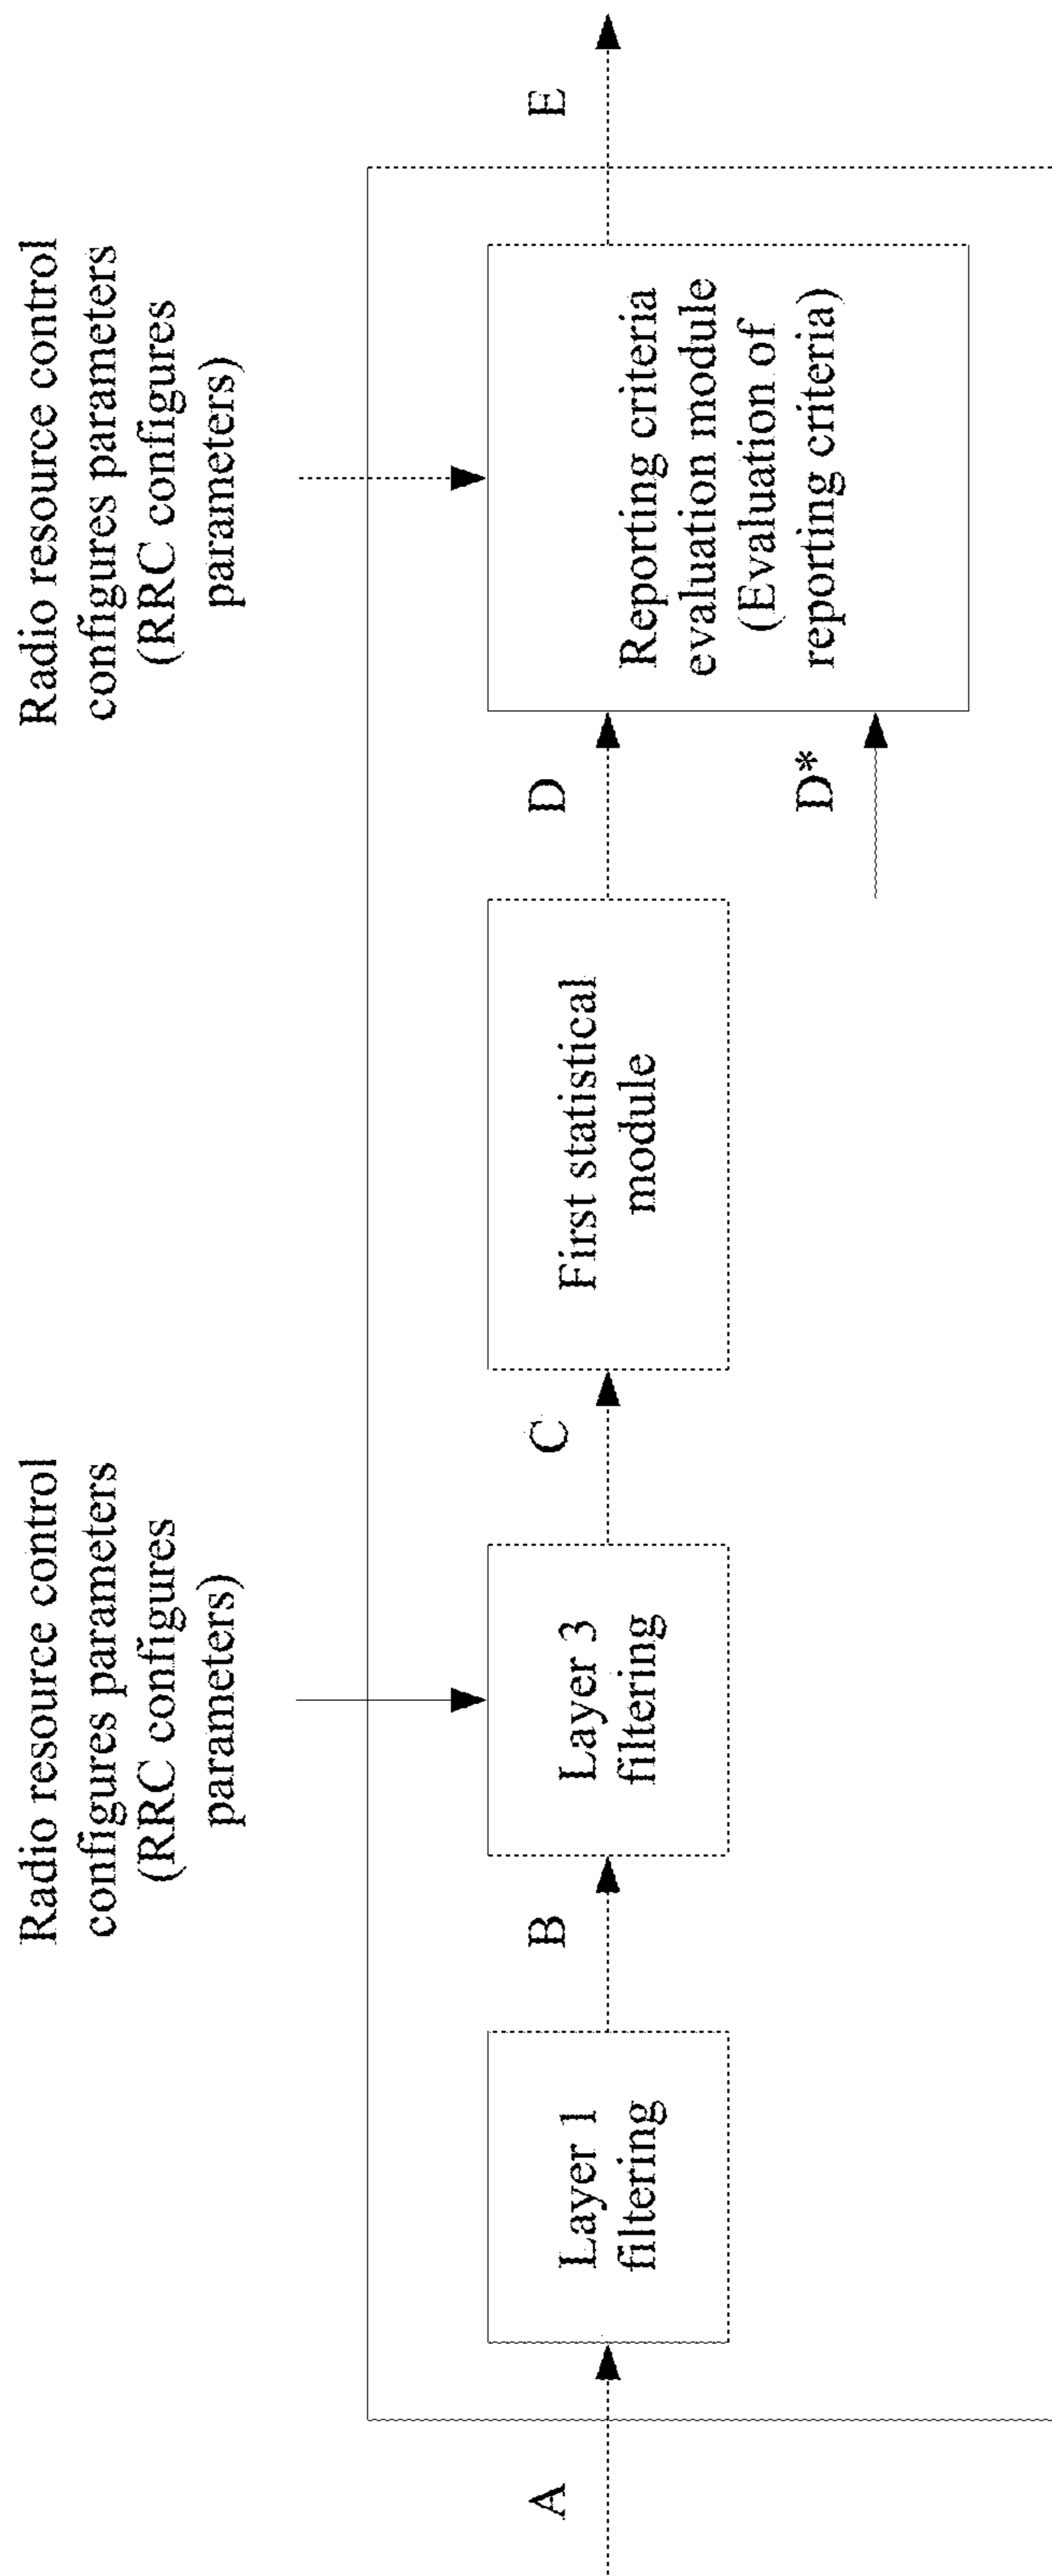 Radio resource control
configures parameters
(RRC configures
parameters)
Radio resource control
configures parameters
(RRC configures
parameters)
A
Layer 1
filtering
B
Layer 3
filtering
C
First statistical
module
D
D*
Reporting criteria
evaluation module
(Evaluation of
reporting criteria)
E